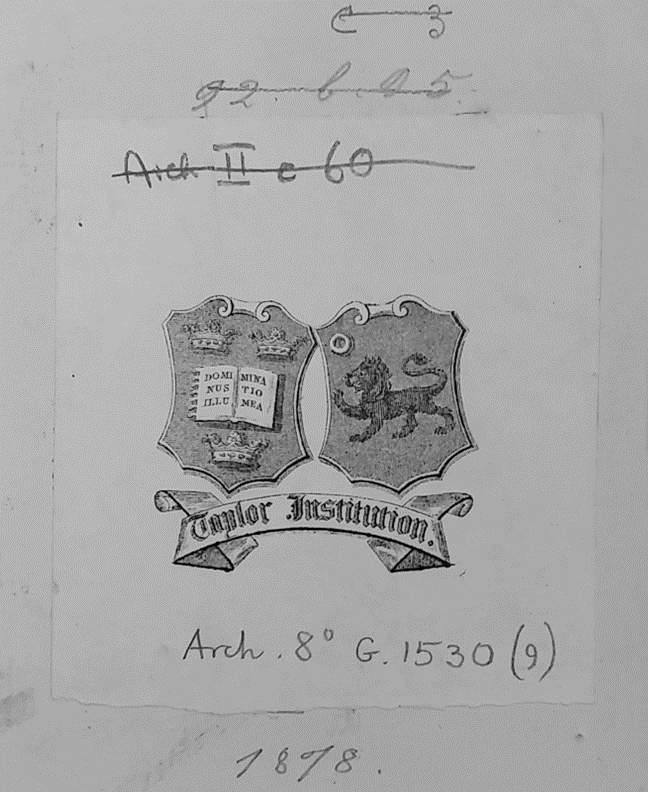 Arch II c 60
DOMI MINA
NUS TIO
ILLU MEA
Taylor Institution.
Arch. 8° G. 1530 (9)
1878.